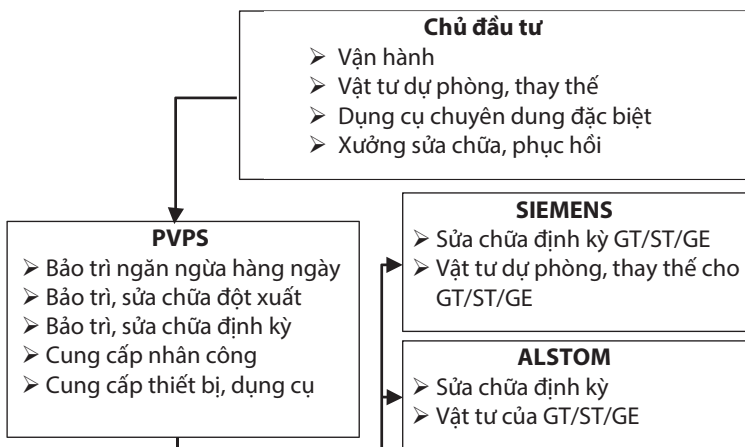 Chủ đầu tư
➢ Vận hành
➢ Vật tư dự phòng, thay thế
➢ Dụng cụ chuyên dung đặc biệt
➢ Xưởng sửa chữa, phục hồi
PVPS
➢ Bảo trì ngăn ngừa hàng ngày
➢ Bảo trì, sửa chữa đột xuất
➢ Bảo trì, sửa chữa định kỳ
➢ Cung cấp nhân công
➢ Cung cấp thiết bị, dụng cụ
SIEMENS
➢ Sửa chữa định kỳ GT/ST/GE
➢ Vật tư dự phòng, thay thế cho
GT/ST/GE
ALSTOM
➢ Sửa chữa định kỳ
➢ Vật tư của GT/ST/GE